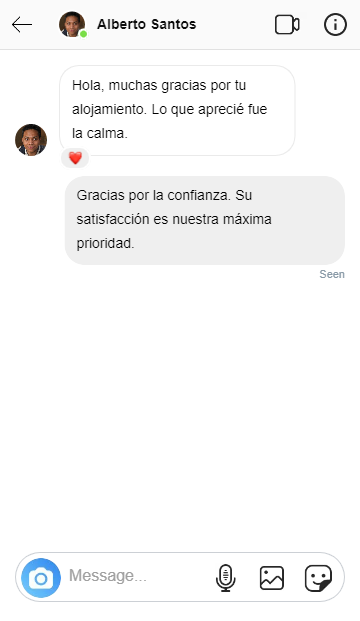 Alberto Santos
Hola, muchas gracias por tu
alojamiento. Lo que aprecié fue
la calma.
Gracias por la confianza. Su
satisfacción es nuestra máxima
prioridad.
Seen
Message...